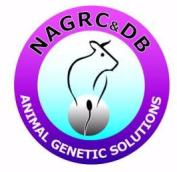 NAGRC&DB
ANIMAL GENETIC SOLUTIONS